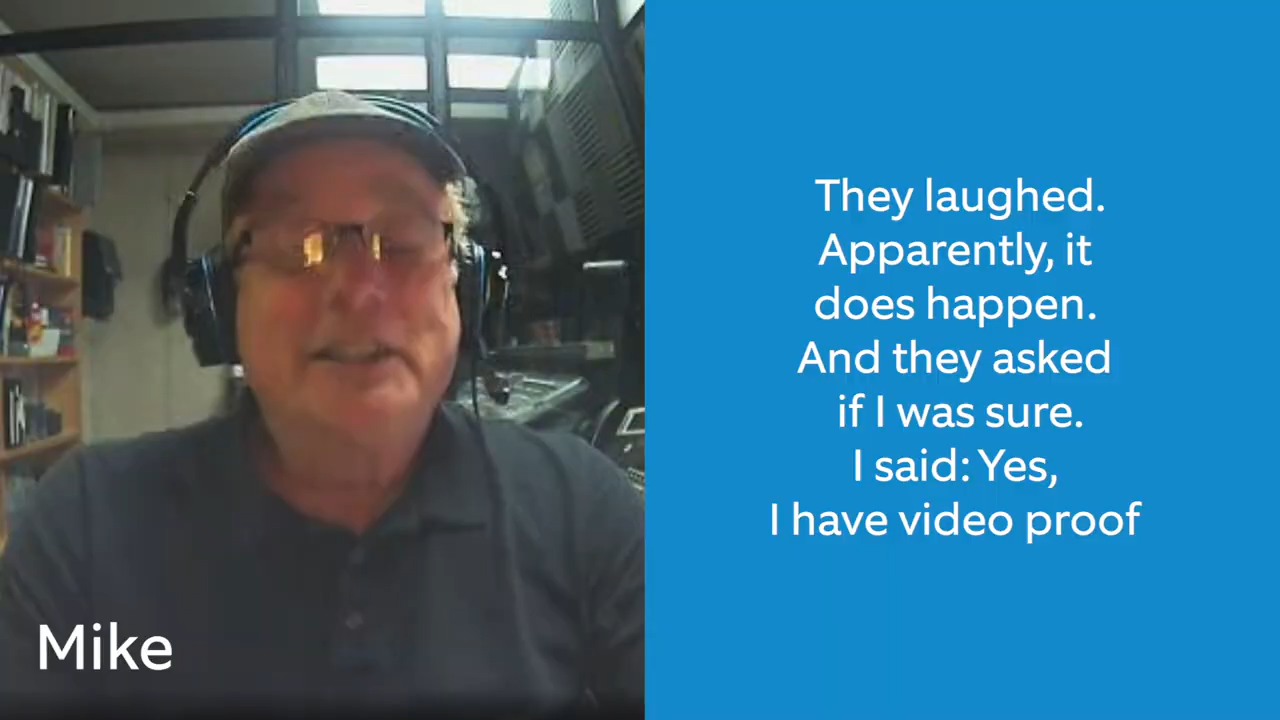 They laughed.
Apparently, it
does happen.
And they asked
if I was sure.
I said: Yes,
I have video proof
Mike